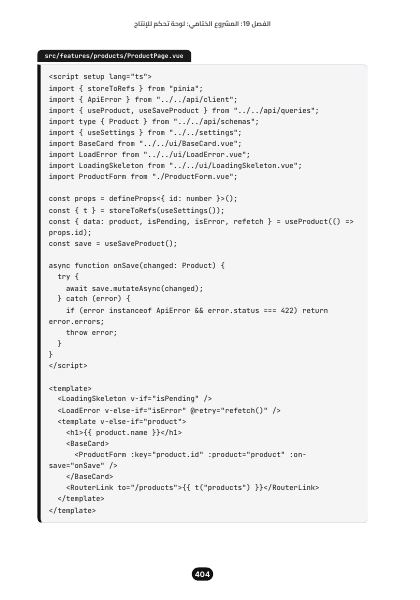 الفصل 19: المشروع الختامي: لوحة تحكم للإنتاج
src/features/products/ProductPage.vue
<script setup lang="ts">
import { storeToRefs } from "pinia";
import { ApiError } from "../../api/client";
import { useProduct, useSaveProduct } from "../../api/queries";
import type { Product } from "../../api/schemas";
import { useSettings } from "../../settings";
import BaseCard from "../../ui/BaseCard.vue";
import LoadError from "../../ui/LoadError.vue";
import LoadingSkeleton from "../../ui/LoadingSkeleton.vue";
import ProductForm from "./ProductForm.vue";

const props = defineProps<{ id: number }>();
const { t } = storeToRefs(useSettings());
const { data: product, isPending, isError, refetch } = useProduct(() =>
props.id);
const save = useSaveProduct();

async function onSave(changed: Product) {
  try {
    await save.mutateAsync(changed);
  } catch (error) {
    if (error instanceof ApiError && error.status === 422) return
error.errors;
    throw error;
  }
}
</script>

<template>
  <LoadingSkeleton v-if="isPending" />
  <LoadError v-else-if="isError" @retry="refetch()" />
  <template v-else-if="product">
    <h1>{{ product.name }}</h1>
    <BaseCard>
      <ProductForm :key="product.id" :product="product" :on-
save="onSave" />
    </BaseCard>
    <RouterLink to="/products">{{ t("products") }}</RouterLink>
  </template>
</template>
404